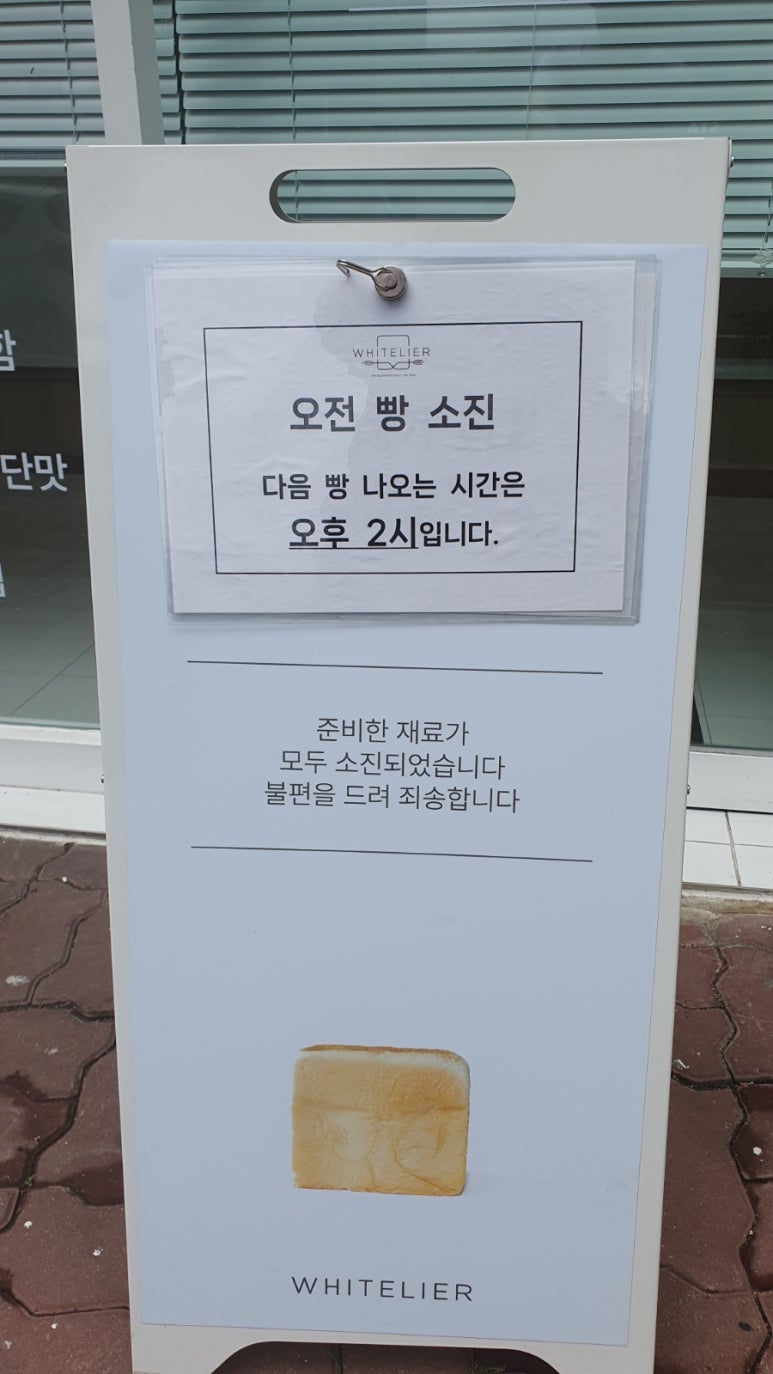 WHITELIER
오전 빵 소진
다음 빵 나오는 시간은
오후 2시입니다.
준비한 재료가
모두 소진되었습니다
불편을 드려 죄송합니다
WHITELIER
함
단맛